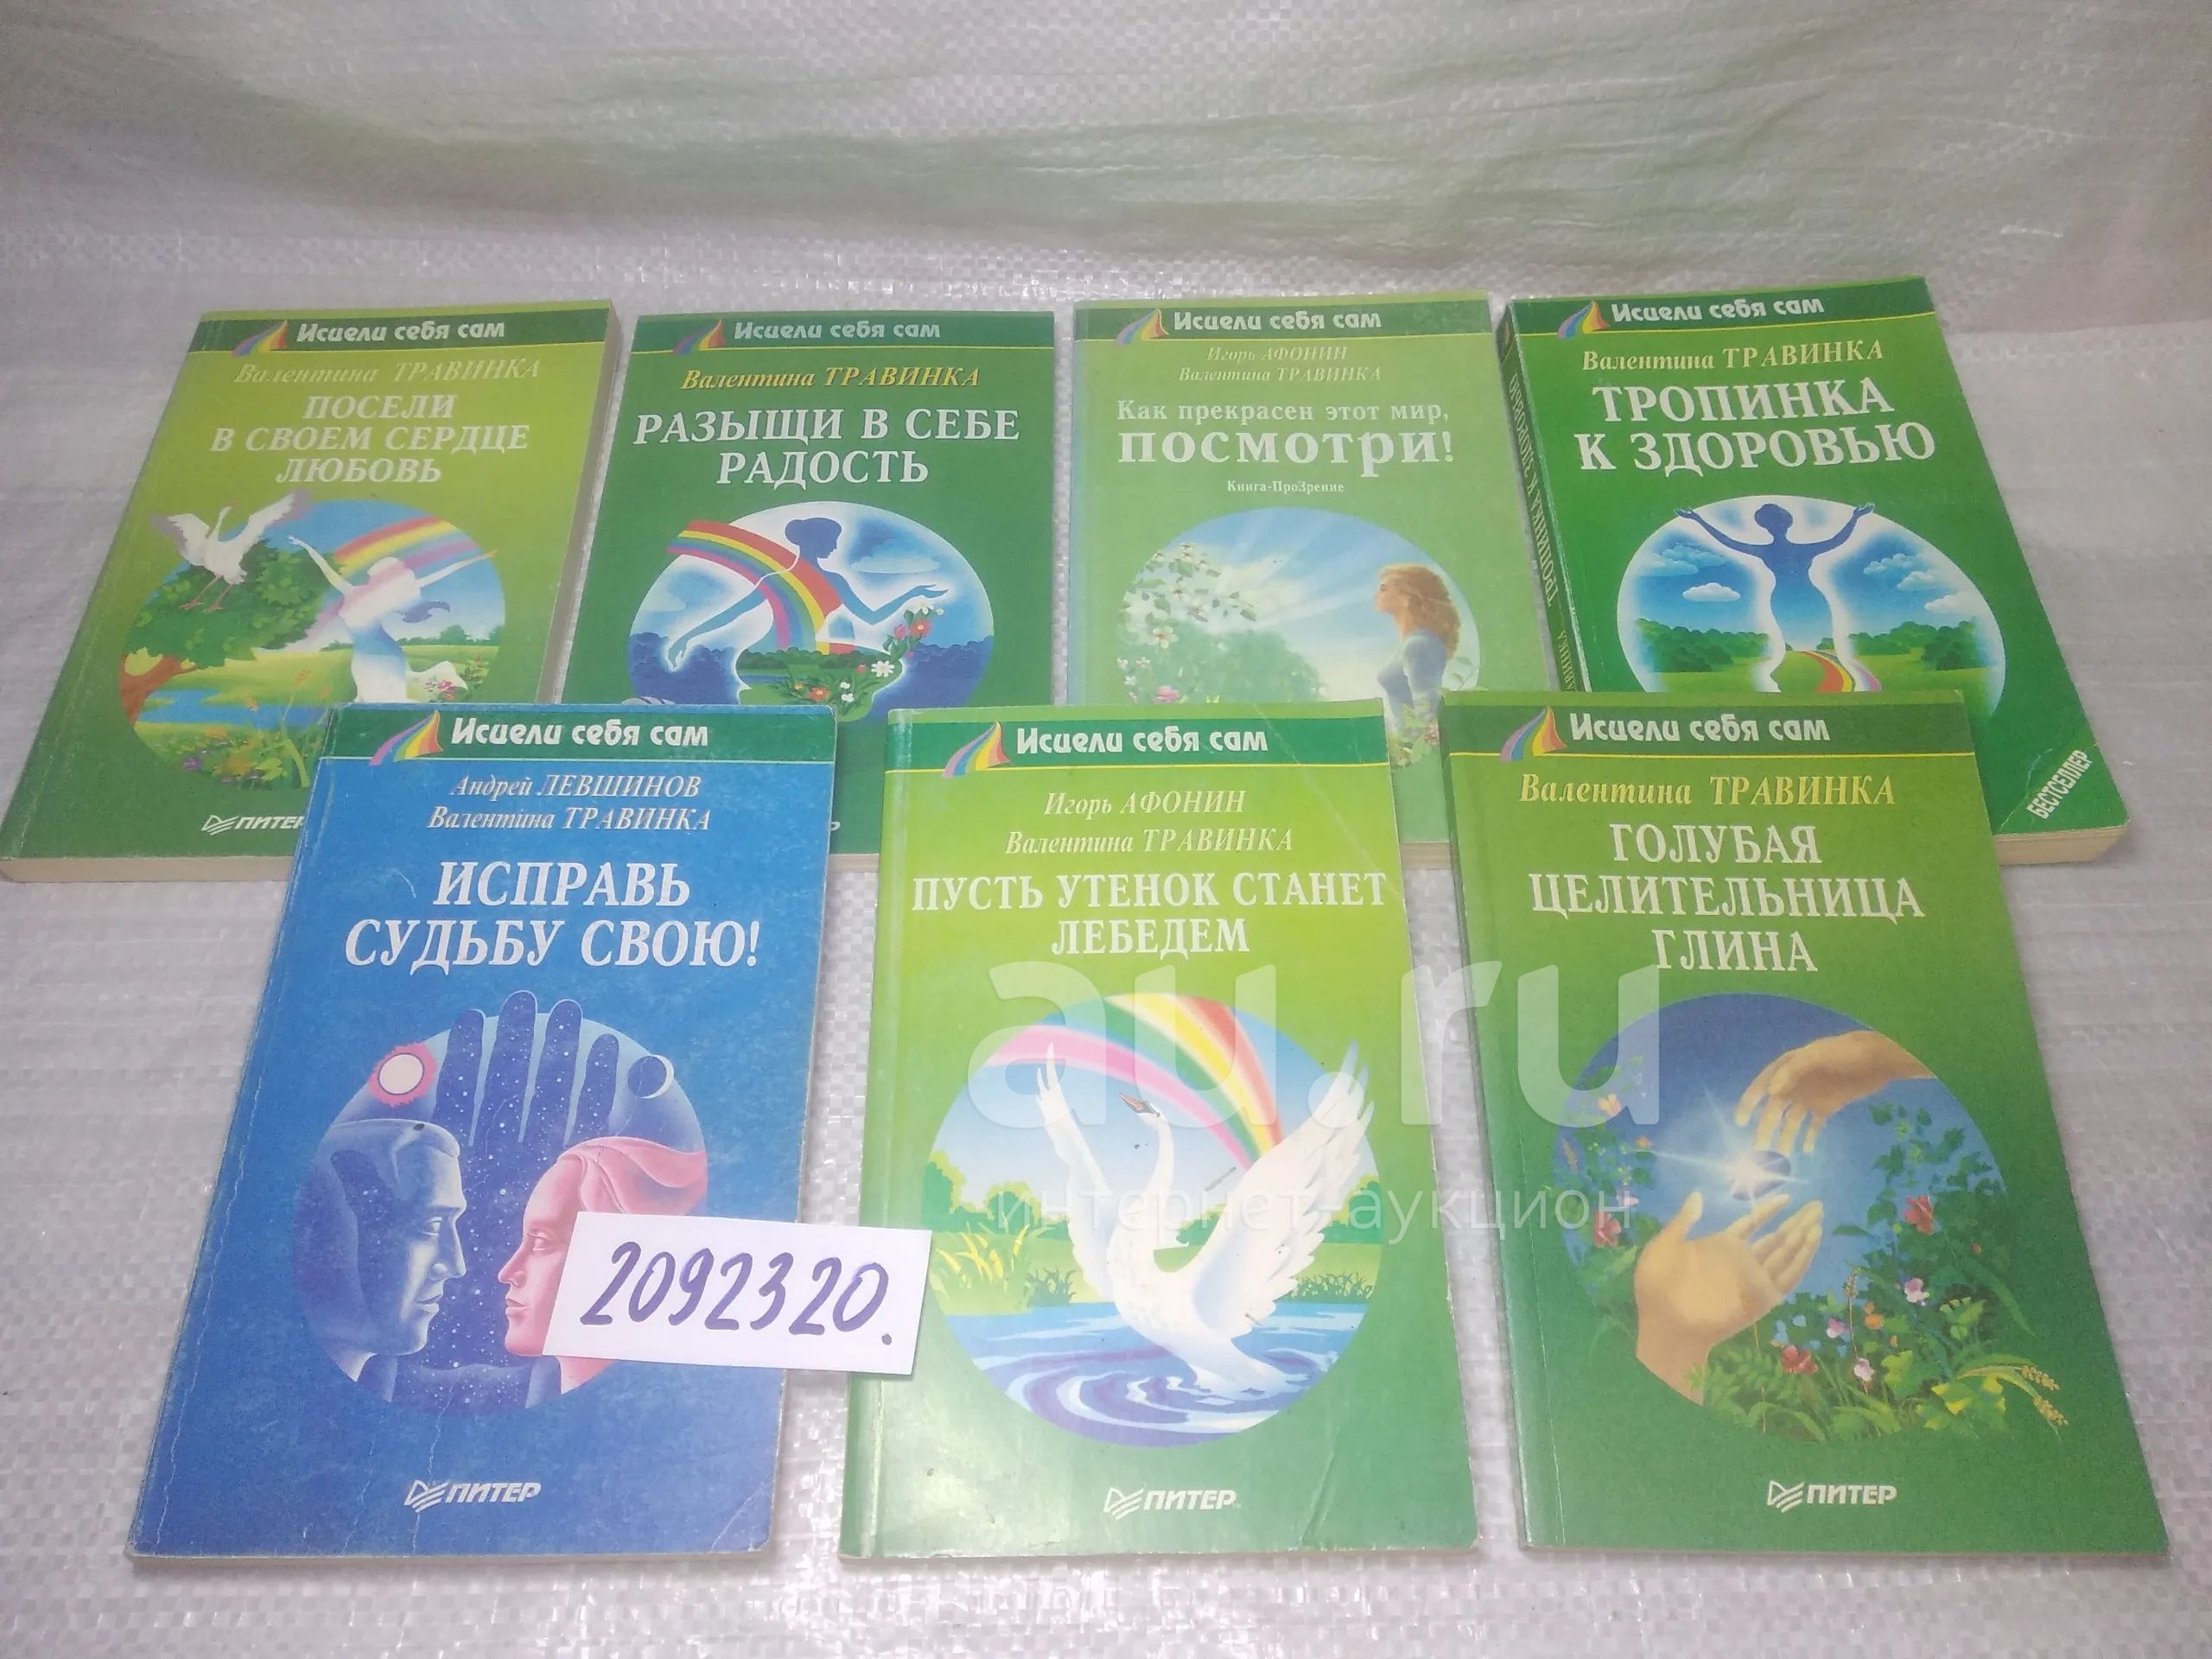 Исцели себя сам
Валентина ТРАВИНКА
ПОСЕЛИ
В СВОЕМ СЕРДЦЕ
ЛЮБОВЬ
ПИТЕР
Исцели себя сам
Валентина ТРАВИНКА
РАЗЫЩИ В СЕБЕ
РАДОСТЬ
Исцели себя сам
Игорь АФОНИН
Валентина ТРАВИНКА
Как прекрасен этот мир,
ПОСМОТРИ!
Книга-ПроЗрение
Исцели себя сам
Валентина ТРАВИНКА
ТРОПИНКА
К ЗДОРОВЬЮ
БЕСТСЕЛЛЕР
ТРОПИНКА К ЗДОРОВЬЮ
Исцели себя сам
Андрей ЛЕВШИНОВ
Валентина ТРАВИНКА
ИСПРАВЬ
СУДЬБУ СВОЮ!
2092320.
ПИТЕР
Исцели себя сам
Игорь АФОНИН
Валентина ТРАВИНКА
ПУСТЬ УТЕНОК СТАНЕТ
ЛЕБЕДЕМ
ПИТЕР
Исцели себя сам
Валентина ТРАВИНКА
ГОЛУБАЯ
ЦЕЛИТЕЛЬНИЦА
ГЛИНА
ПИТЕР
au.ru
интернет-аукцион